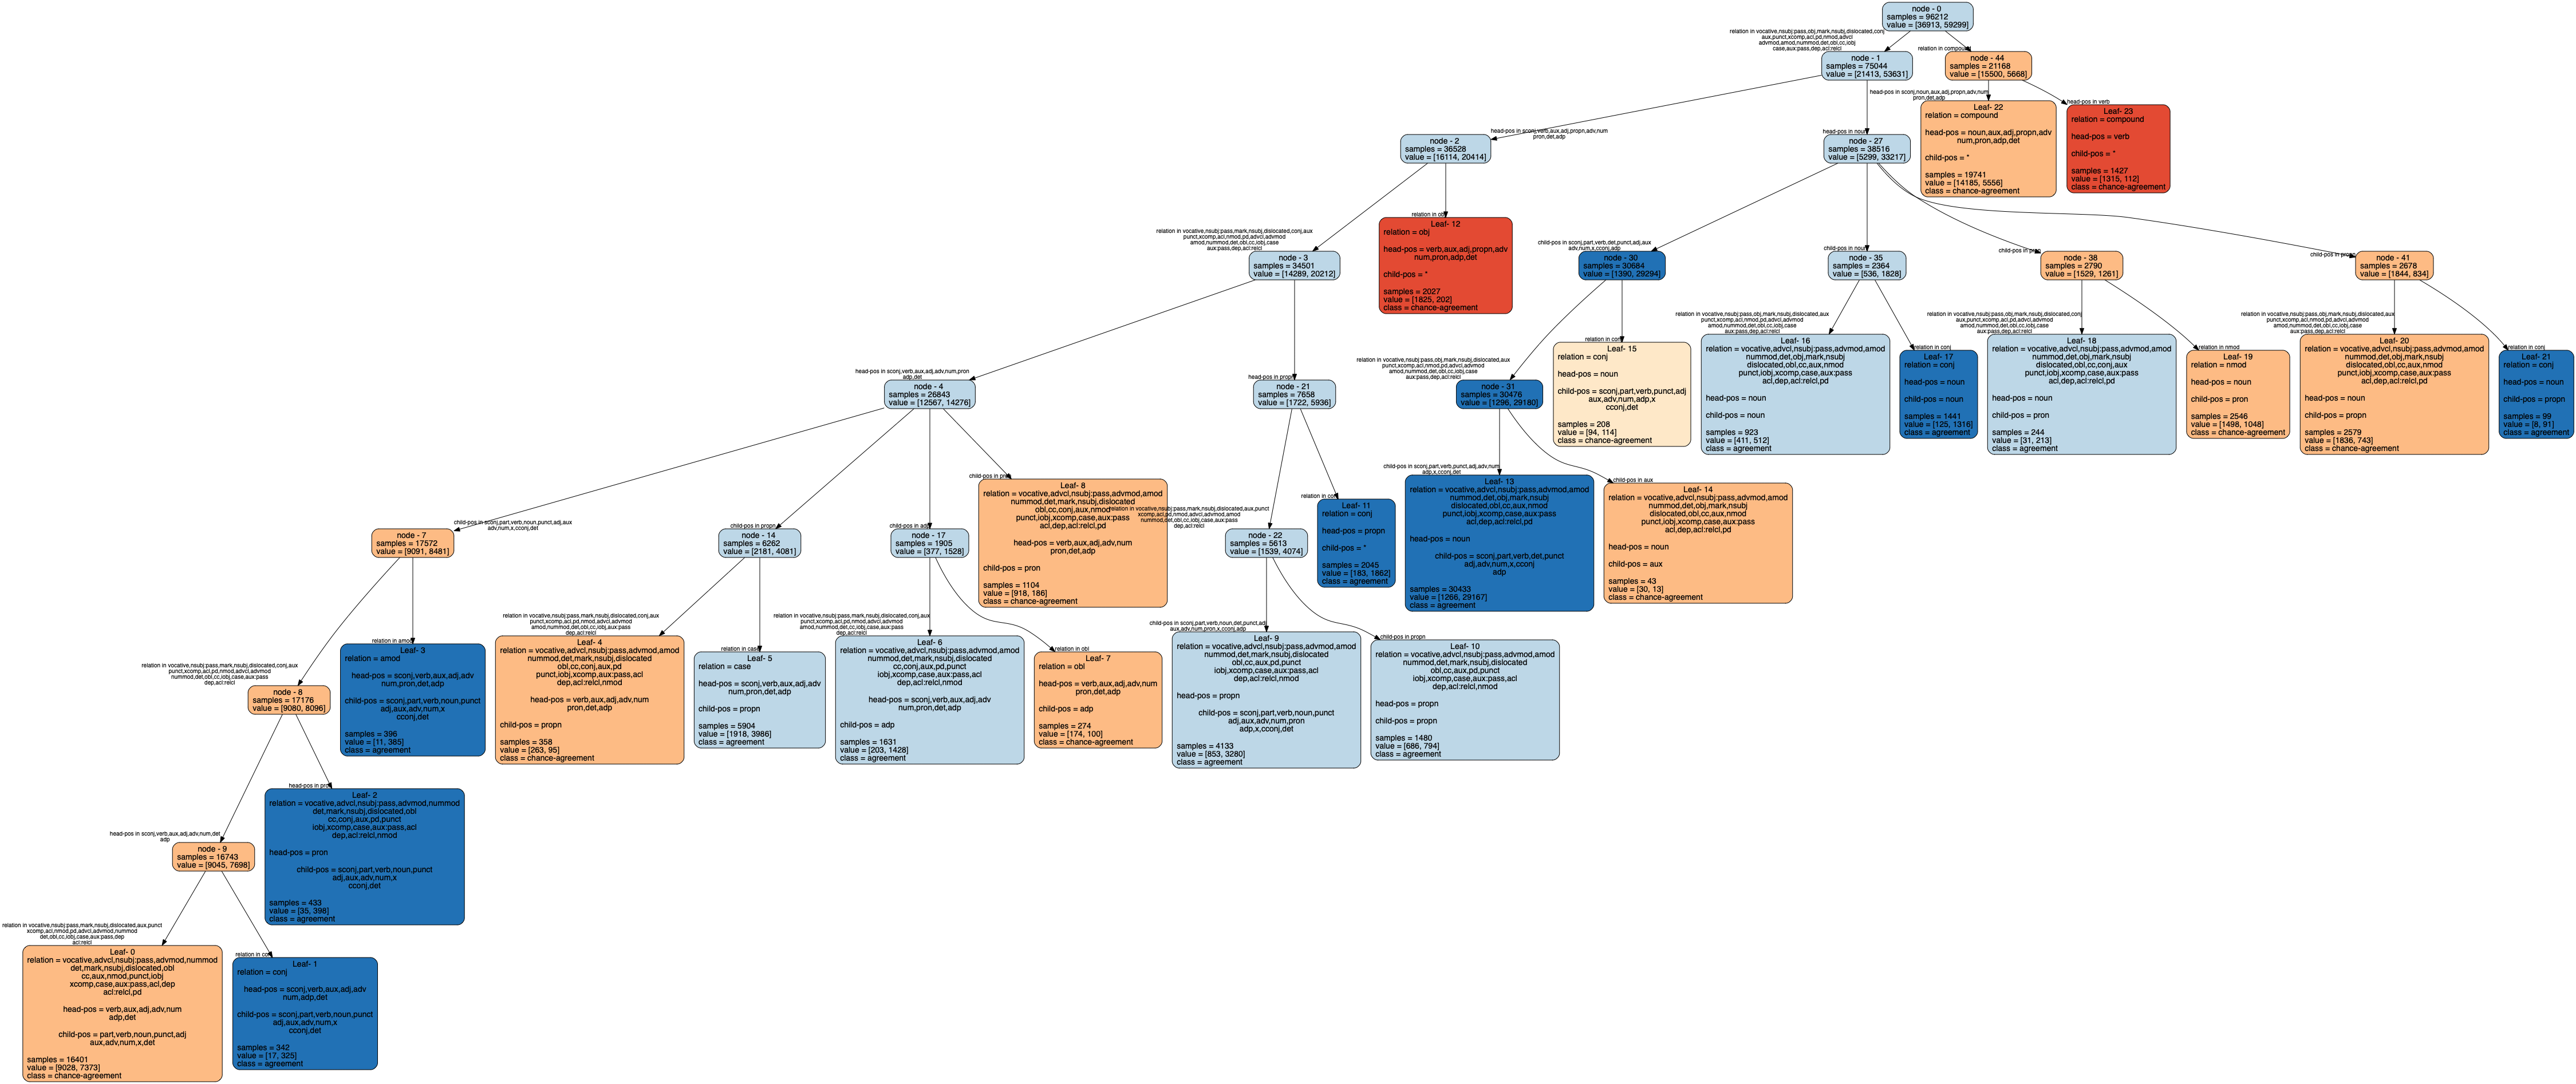 node - 0
samples = 96212
value = [36913, 59299]
relation in vocative,nsubj:pass,obj,mark,nsubj,dislocated,conj
aux,punct,xcomp,acl,pd,nmod,advcl
advmod,amod,nummod,det,obl,cc,iobj
case,aux:pass,dep,acl:relcl
node - 1
samples = 75044
value = [21413, 53631]
relation in compound
node - 44
samples = 21168
value = [15500, 5668]
head-pos in sconj,noun,aux,adj,propn,adv,num
pron,det,adp
Leaf- 22
relation = compound
head-pos = noun,aux,adj,propn,adv
num,pron,adp,det
child-pos = *
samples = 19741
value = [14185, 5556]
class = chance-agreement
head-pos in verb
Leaf- 23
relation = compound
head-pos = verb
child-pos = *
samples = 1427
value = [1315, 112]
class = chance-agreement
head-pos in sconj,verb,aux,adj,propn,adv,num
pron,det,adp
node - 2
samples = 36528
value = [16114, 20414]
head-pos in noun
node - 27
samples = 38516
value = [5299, 33217]
relation in vocative,nsubj:pass,mark,nsubj,dislocated,conj,aux
punct,xcomp,acl,nmod,pd,advcl,advmod
amod,nummod,det,obl,cc,iobj,case
aux:pass,dep,acl:relcl
node - 3
samples = 34501
value = [14289, 20212]
relation in obj
Leaf- 12
relation = obj
head-pos = verb,aux,adj,propn,adv
num,pron,adp,det
child-pos = *
samples = 2027
value = [1825, 202]
class = chance-agreement
child-pos in sconj,part,verb,det,punct,adj,aux
adv,num,x,cconj,adp
node - 30
samples = 30684
value = [1390, 29294]
child-pos in noun
node - 35
samples = 2364
value = [536, 1828]
child-pos in pron
node - 38
samples = 2790
value = [1529, 1261]
child-pos in propn
node - 41
samples = 2678
value = [1844, 834]
head-pos in sconj,verb,aux,adj,adv,num,pron
adp,det
node - 4
samples = 26843
value = [12567, 14276]
head-pos in propn
node - 21
samples = 7658
value = [1722, 5936]
relation in vocative,nsubj:pass,obj,mark,nsubj,dislocated,aux
punct,xcomp,acl,nmod,pd,advcl,advmod
amod,nummod,det,obl,cc,iobj,case
aux:pass,dep,acl:relcl
node - 31
samples = 30476
value = [1296, 29180]
relation in conj
Leaf- 15
relation = conj
head-pos = noun
child-pos = sconj,part,verb,punct,adj
aux,adv,num,adp,x
cconj,det
samples = 208
value = [94, 114]
class = chance-agreement
relation in vocative,nsubj:pass,obj,mark,nsubj,dislocated,aux
punct,xcomp,acl,nmod,pd,advcl,advmod
amod,nummod,det,obl,cc,iobj,case
aux:pass,dep,acl:relcl
Leaf- 16
relation = vocative,advcl,nsubj:pass,advmod,amod
nummod,det,obj,mark,nsubj
dislocated,obl,cc,aux,nmod
punct,iobj,xcomp,case,aux:pass
acl,dep,acl:relcl,pd
head-pos = noun
child-pos = noun
samples = 923
value = [411, 512]
class = agreement
relation in conj
Leaf- 17
relation = conj
head-pos = noun
child-pos = noun
samples = 1441
value = [125, 1316]
class = agreement
relation in vocative,nsubj:pass,obj,mark,nsubj,dislocated,conj
aux,punct,xcomp,acl,pd,advcl,advmod
amod,nummod,det,obl,cc,iobj,case
aux:pass,dep,acl:relcl
Leaf- 18
relation = vocative,advcl,nsubj:pass,advmod,amod
nummod,det,obj,mark,nsubj
dislocated,obl,cc,conj,aux
punct,iobj,xcomp,case,aux:pass
acl,dep,acl:relcl,pd
head-pos = noun
child-pos = pron
samples = 244
value = [31, 213]
class = agreement
relation in nmod
Leaf- 19
relation = nmod
head-pos = noun
child-pos = pron
samples = 2546
value = [1498, 1048]
class = chance-agreement
relation in vocative,nsubj:pass,obj,mark,nsubj,dislocated,aux
punct,xcomp,acl,nmod,pd,advcl,advmod
amod,nummod,det,obl,cc,iobj,case
aux:pass,dep,acl:relcl
Leaf- 20
relation = vocative,advcl,nsubj:pass,advmod,amod
nummod,det,obj,mark,nsubj
dislocated,obl,cc,aux,nmod
punct,iobj,xcomp,case,aux:pass
acl,dep,acl:relcl,pd
head-pos = noun
child-pos = propn
samples = 2579
value = [1836, 743]
class = chance-agreement
relation in conj
Leaf- 21
relation = conj
head-pos = noun
child-pos = propn
samples = 99
value = [8, 91]
class = agreement
child-pos in sconj,part,verb,noun,punct,adj,aux
adv,num,x,cconj,det
node - 7
samples = 17572
value = [9091, 8481]
child-pos in propn
node - 14
samples = 6262
value = [2181, 4081]
child-pos in adp
node - 17
samples = 1905
value = [377, 1528]
child-pos in pron
Leaf- 8
relation = vocative,advcl,nsubj:pass,advmod,amod
nummod,det,mark,nsubj,dislocated
obl,cc,conj,aux,nmod
punct,iobj,xcomp,case,aux:pass
acl,dep,acl:relcl,pd
head-pos = verb,aux,adj,adv,num
pron,det,adp
child-pos = pron
samples = 1104
value = [918, 186]
class = chance-agreement
relation in vocative,nsubj:pass,mark,nsubj,dislocated,aux,punct
xcomp,acl,pd,nmod,advcl,advmod,amod
nummod,det,obl,cc,iobj,case,aux:pass
dep,acl:relcl
node - 22
samples = 5613
value = [1539, 4074]
relation in conj
Leaf- 11
relation = conj
head-pos = propn
child-pos = *
samples = 2045
value = [183, 1862]
class = agreement
child-pos in sconj,part,verb,punct,adj,adv,num
adp,x,cconj,det
Leaf- 13
relation = vocative,advcl,nsubj:pass,advmod,amod
nummod,det,obj,mark,nsubj
dislocated,obl,cc,aux,nmod
punct,iobj,xcomp,case,aux:pass
acl,dep,acl:relcl,pd
head-pos = noun
child-pos = sconj,part,verb,det,punct
adj,adv,num,x,cconj
adp
samples = 30433
value = [1266, 29167]
class = agreement
child-pos in aux
Leaf- 14
relation = vocative,advcl,nsubj:pass,advmod,amod
nummod,det,obj,mark,nsubj
dislocated,obl,cc,aux,nmod
punct,iobj,xcomp,case,aux:pass
acl,dep,acl:relcl,pd
head-pos = noun
child-pos = aux
samples = 43
value = [30, 13]
class = chance-agreement
relation in vocative,nsubj:pass,mark,nsubj,dislocated,conj,aux
punct,xcomp,acl,pd,nmod,advcl,advmod
nummod,det,obl,cc,iobj,case,aux:pass
dep,acl:relcl
node - 8
samples = 17176
value = [9080, 8096]
relation in amod
Leaf- 3
relation = amod
head-pos = sconj,verb,aux,adj,adv
num,pron,det,adp
child-pos = sconj,part,verb,noun,punct
adj,aux,adv,num,x
cconj,det
samples = 396
value = [11, 385]
class = agreement
relation in vocative,nsubj:pass,mark,nsubj,dislocated,conj,aux
punct,xcomp,acl,pd,nmod,advcl,advmod
amod,nummod,det,obl,cc,iobj,aux:pass
dep,acl:relcl
Leaf- 4
relation = vocative,advcl,nsubj:pass,advmod,amod
nummod,det,mark,nsubj,dislocated
obl,cc,conj,aux,pd
punct,iobj,xcomp,aux:pass,acl
dep,acl:relcl,nmod
head-pos = verb,aux,adj,adv,num
pron,det,adp
child-pos = propn
samples = 358
value = [263, 95]
class = chance-agreement
relation in case
Leaf- 5
relation = case
head-pos = sconj,verb,aux,adj,adv
num,pron,det,adp
child-pos = propn
samples = 5904
value = [1918, 3986]
class = agreement
relation in vocative,nsubj:pass,mark,nsubj,dislocated,conj,aux
punct,xcomp,acl,pd,nmod,advcl,advmod
amod,nummod,det,cc,iobj,case,aux:pass
dep,acl:relcl
Leaf- 6
relation = vocative,advcl,nsubj:pass,advmod,amod
nummod,det,mark,nsubj,dislocated
cc,conj,aux,pd,punct
iobj,xcomp,case,aux:pass,acl
dep,acl:relcl,nmod
head-pos = sconj,verb,aux,adj,adv
num,pron,det,adp
child-pos = adp
samples = 1631
value = [203, 1428]
class = agreement
relation in obl
Leaf- 7
relation = obl
head-pos = verb,aux,adj,adv,num
pron,det,adp
child-pos = adp
samples = 274
value = [174, 100]
class = chance-agreement
child-pos in sconj,part,verb,noun,det,punct,adj
aux,adv,num,pron,x,cconj,adp
Leaf- 9
relation = vocative,advcl,nsubj:pass,advmod,amod
nummod,det,mark,nsubj,dislocated
obl,cc,aux,pd,punct
iobj,xcomp,case,aux:pass,acl
dep,acl:relcl,nmod
head-pos = propn
child-pos = sconj,part,verb,noun,punct
adj,aux,adv,num,pron
adp,x,cconj,det
samples = 4133
value = [853, 3280]
class = agreement
child-pos in propn
Leaf- 10
relation = vocative,advcl,nsubj:pass,advmod,amod
nummod,det,mark,nsubj,dislocated
obl,cc,aux,pd,punct
iobj,xcomp,case,aux:pass,acl
dep,acl:relcl,nmod
head-pos = propn
child-pos = propn
samples = 1480
value = [686, 794]
class = agreement
head-pos in sconj,verb,aux,adj,adv,num,det
adp
node - 9
samples = 16743
value = [9045, 7698]
head-pos in pron
Leaf- 2
relation = vocative,advcl,nsubj:pass,advmod,nummod
det,mark,nsubj,dislocated,obl
cc,conj,aux,pd,punct
iobj,xcomp,case,aux:pass,acl
dep,acl:relcl,nmod
head-pos = pron
child-pos = sconj,part,verb,noun,punct
adj,aux,adv,num,x
cconj,det
samples = 433
value = [35, 398]
class = agreement
relation in vocative,nsubj:pass,mark,nsubj,dislocated,aux,punct
xcomp,acl,nmod,pd,advcl,advmod,nummod
det,obl,cc,iobj,case,aux:pass,dep
acl:relcl
Leaf- 0
relation = vocative,advcl,nsubj:pass,advmod,nummod
det,mark,nsubj,dislocated,obl
cc,aux,nmod,punct,iobj
xcomp,case,aux:pass,acl,dep
acl:relcl,pd
head-pos = verb,aux,adj,adv,num
adp,det
child-pos = part,verb,noun,punct,adj
aux,adv,num,x,det
samples = 16401
value = [9028, 7373]
class = chance-agreement
relation in conj
Leaf- 1
relation = conj
head-pos = sconj,verb,aux,adj,adv
num,adp,det
child-pos = sconj,part,verb,noun,punct
adj,aux,adv,num,x
cconj,det
samples = 342
value = [17, 325]
class = agreement